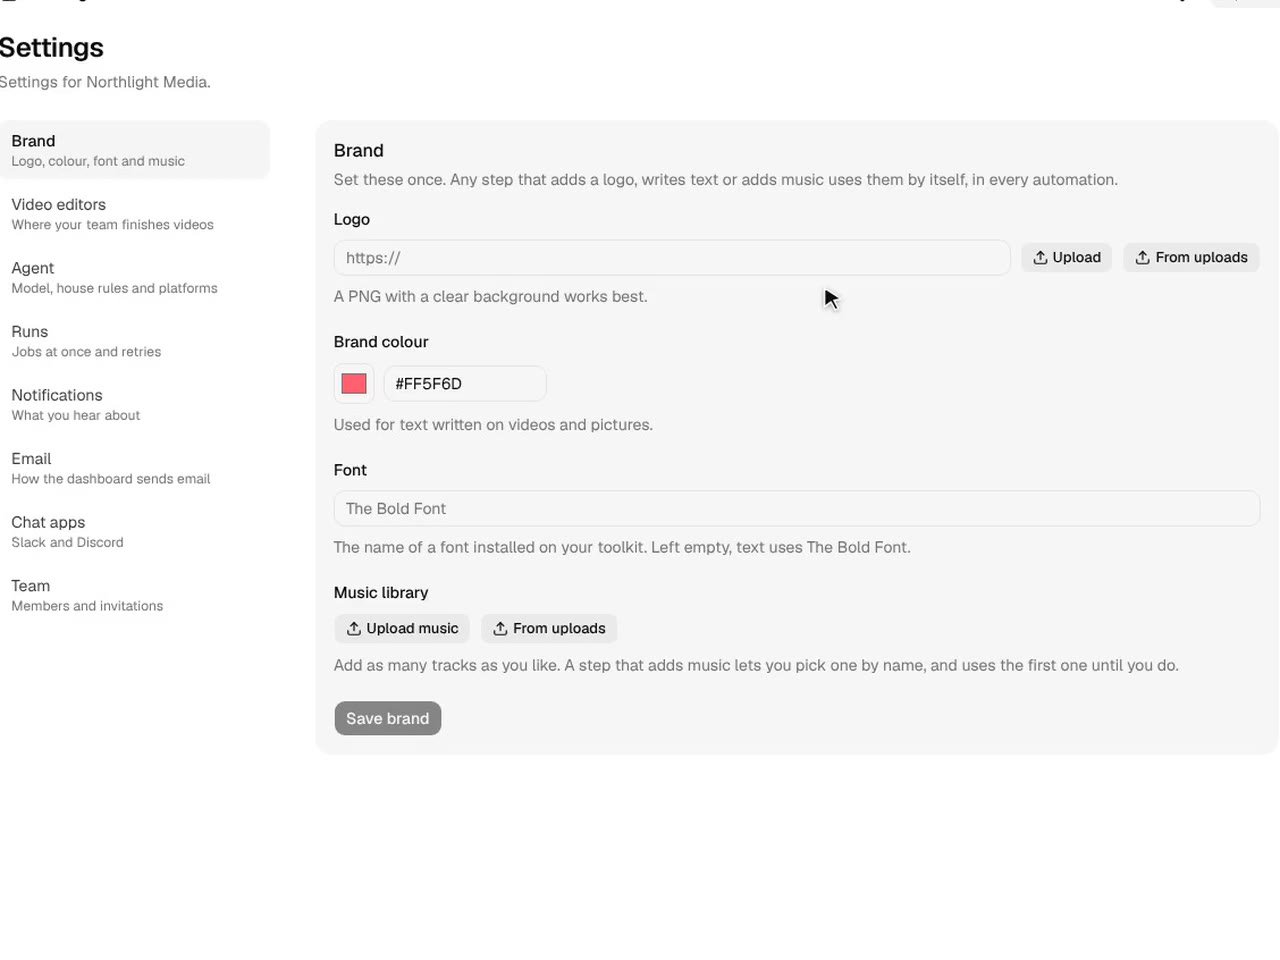 Settings
Settings for Northlight Media.
Brand
Logo, colour, font and music
Video editors
Where your team finishes videos
Agent
Model, house rules and platforms
Runs
Jobs at once and retries
Notifications
What you hear about
Email
How the dashboard sends email
Chat apps
Slack and Discord
Team
Members and invitations
Brand
Set these once. Any step that adds a logo, writes text or adds music uses them by itself, in every automation.
Logo
https://
Upload
From uploads
A PNG with a clear background works best.
Brand colour
#FF5F6D
Used for text written on videos and pictures.
Font
The Bold Font
The name of a font installed on your toolkit. Left empty, text uses The Bold Font.
Music library
Upload music
From uploads
Add as many tracks as you like. A step that adds music lets you pick one by name, and uses the first one until you do.
Save brand